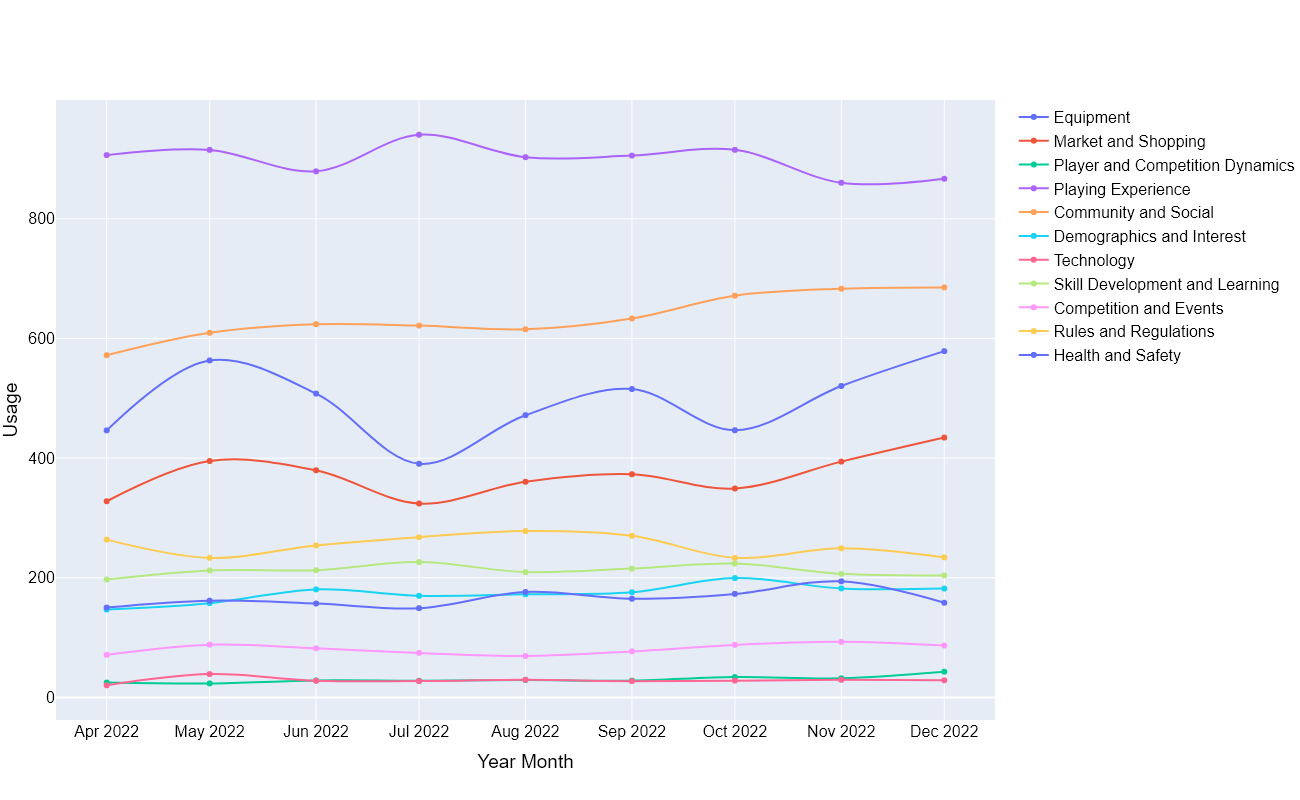 Equipment
Market and Shopping
Player and Competition Dynamics
Playing Experience
Community and Social
Demographics and Interest
Technology
Skill Development and Learning
Competition and Events
Rules and Regulations
Health and Safety
800
600
400
200
0
Usage
Apr 2022 May 2022 Jun 2022 Jul 2022 Aug 2022 Sep 2022 Oct 2022 Nov 2022 Dec 2022
Year Month